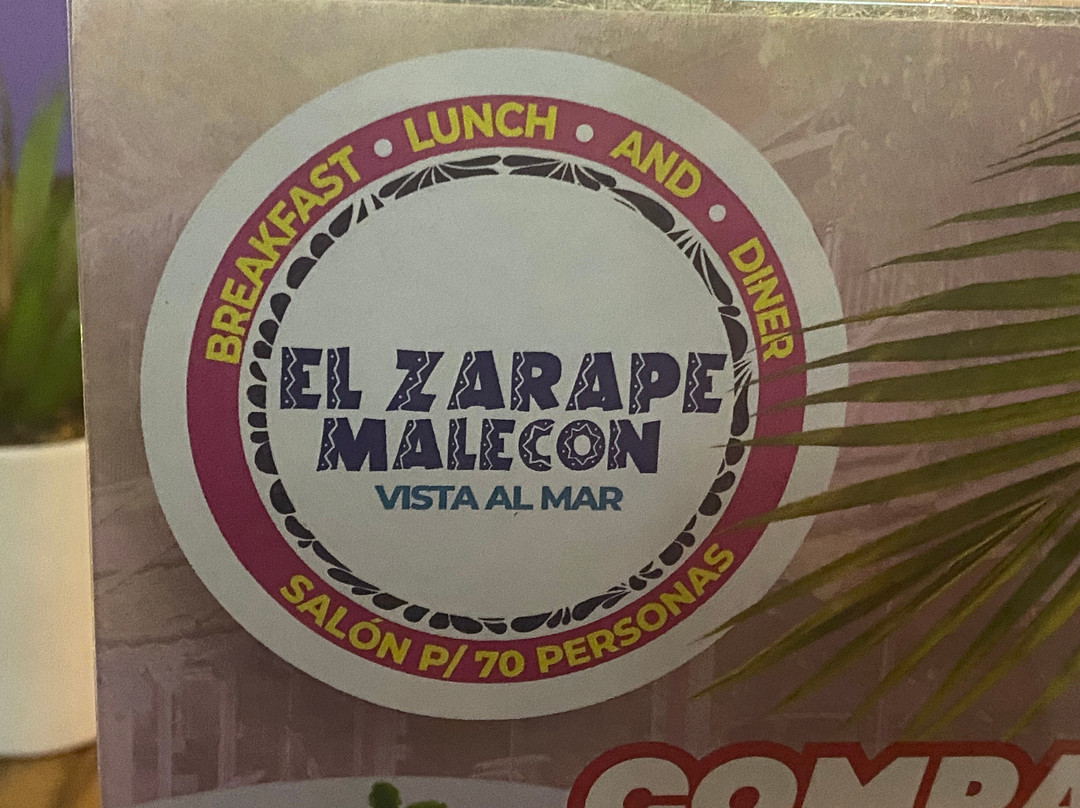 BREAKFAST • LUNCH • AND • DINER
EL ZARAPE
MALECON
VISTA AL MAR
SALÓN P/ 70 PERSONAS